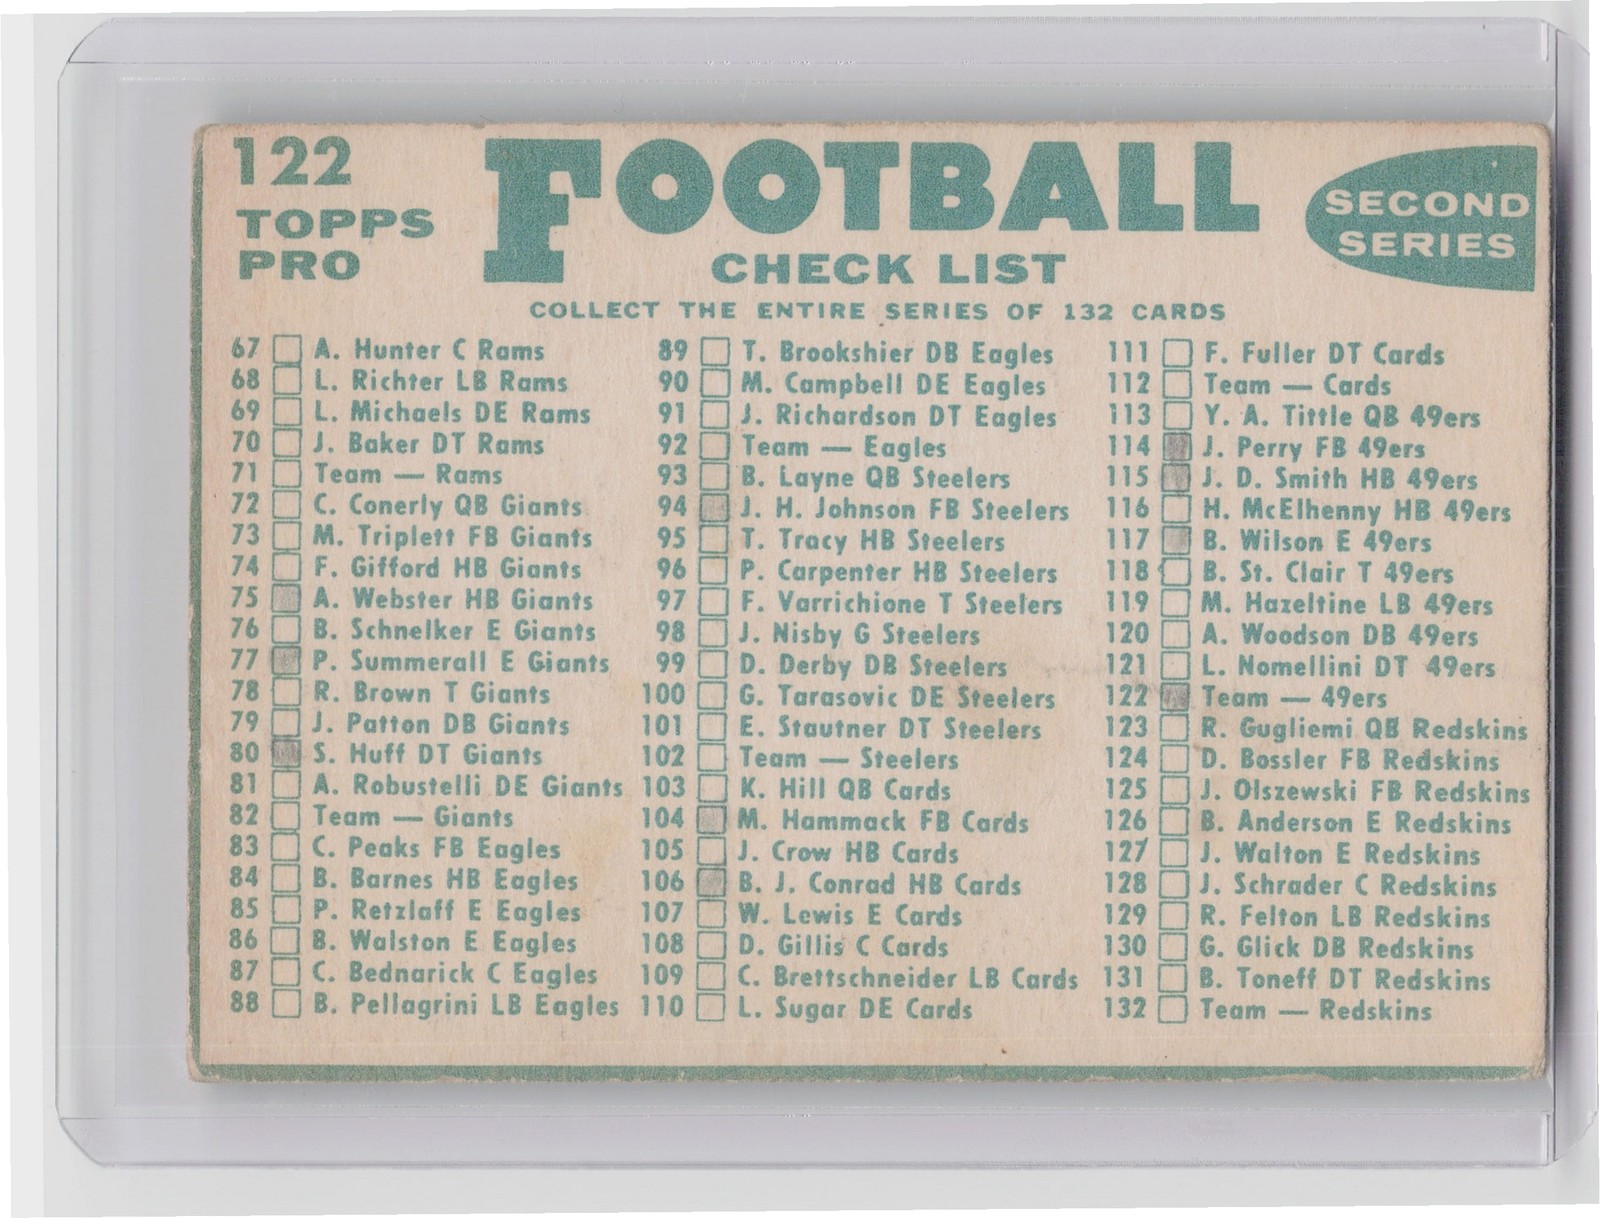 122
TOPPS
PRO
FOOTBALL
CHECK LIST
COLLECT THE ENTIRE SERIES OF 132 CARDS
SECOND
SERIES
67 A. Hunter C Rams
68 L. Richter LB Rams
69 L. Michaels DE Rams
70 J. Baker DT Rams
71 Team — Rams
72 C. Conerly QB Giants
73 M. Triplett FB Giants
74 F. Gifford HB Giants
75 A. Webster HB Giants
76 B. Schnelker E Giants
77 P. Summerall E Giants
78 R. Brown T Giants
79 J. Patton DB Giants
80 S. Huff DT Giants
81 A. Robustelli DE Giants
82 Team — Giants
83 C. Peaks FB Eagles
84 B. Barnes HB Eagles
85 P. Retzlaff E Eagles
86 B. Walston E Eagles
87 C. Bednarick C Eagles
88 B. Pellagrini LB Eagles
89 T. Brookshier DB Eagles
90 M. Campbell DE Eagles
91 J. Richardson DT Eagles
92 Team — Eagles
93 B. Layne QB Steelers
94 J. H. Johnson FB Steelers
95 T. Tracy HB Steelers
96 P. Carpenter HB Steelers
97 F. Varrichione T Steelers
98 J. Nisby G Steelers
99 D. Derby DB Steelers
100 G. Tarasovic DE Steelers
101 E. Stautner DT Steelers
102 Team — Steelers
103 K. Hill QB Cards
104 M. Hammack FB Cards
105 J. Crow HB Cards
106 B. J. Conrad HB Cards
107 W. Lewis E Cards
108 D. Gillis C Cards
109 C. Brettschneider LB Cards
110 L. Sugar DE Cards
111 F. Fuller DT Cards
112 Team — Cards
113 Y. A. Tittle QB 49ers
114 J. Perry FB 49ers
115 J. D. Smith HB 49ers
116 H. McElhenny HB 49ers
117 B. Wilson E 49ers
118 B. St. Clair T 49ers
119 M. Hazeltine LB 49ers
120 A. Woodson DB 49ers
121 L. Nomellini DT 49ers
122 Team — 49ers
123 R. Gugliemi QB Redskins
124 D. Bossler FB Redskins
125 J. Olszewski FB Redskins
126 B. Anderson E Redskins
127 J. Walton E Redskins
128 J. Schrader C Redskins
129 R. Felton LB Redskins
130 G. Glick DB Redskins
131 B. Toneff DT Redskins
132 Team — Redskins